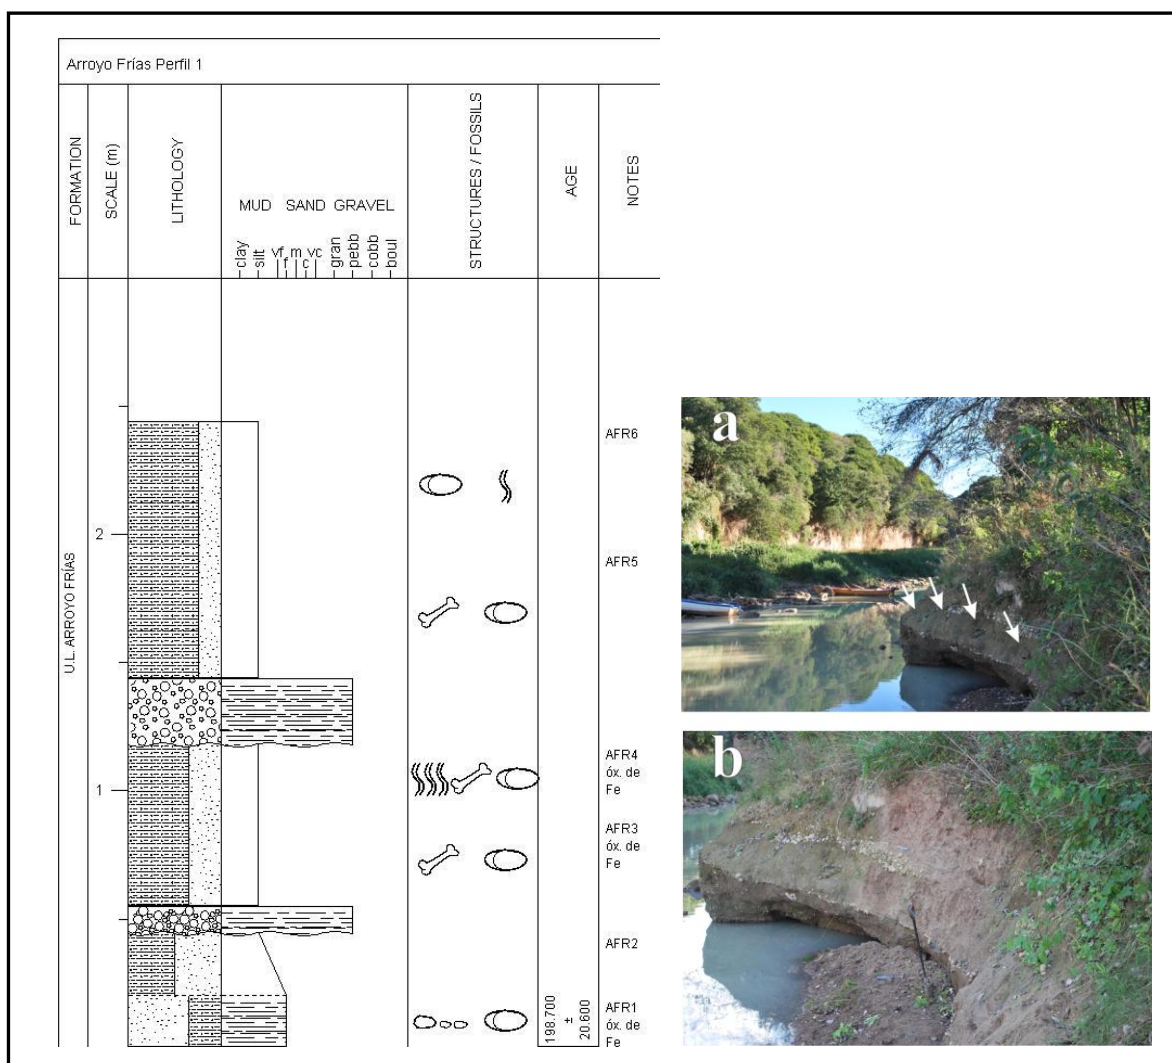 Arroyo Frías Perfil 1
FORMATION
SCALE (m)
LITHOLOGY
MUD SAND GRAVEL
clay
silt
vf
f
m
c
vc
gran
pebb
cobb
boul
STRUCTURES / FOSSILS
AGE
NOTES
U.L. ARROYO FRÍAS
2
1
198.700
±
20.600
AFR6
AFR5
AFR4
óx. de
Fe
AFR3
óx. de
Fe
AFR2
AFR1
óx. de
Fe
a
b